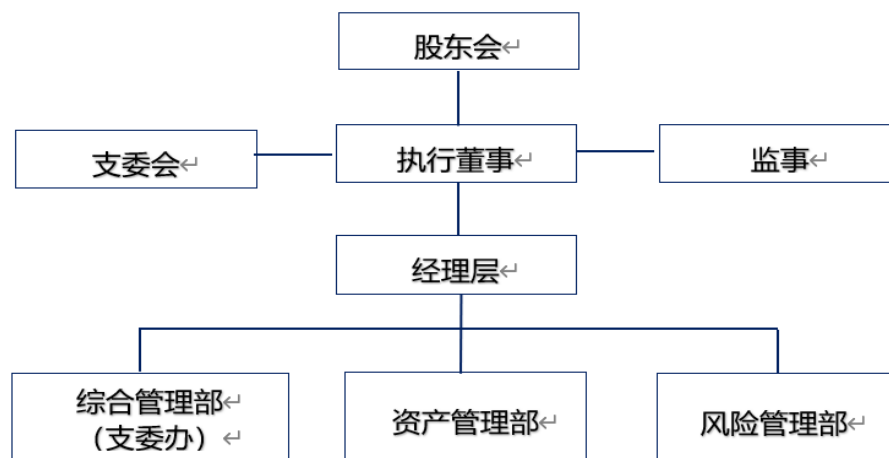 股东会
支委会
执行董事
监事
经理层
综合管理部
（支委办）
资产管理部
风险管理部